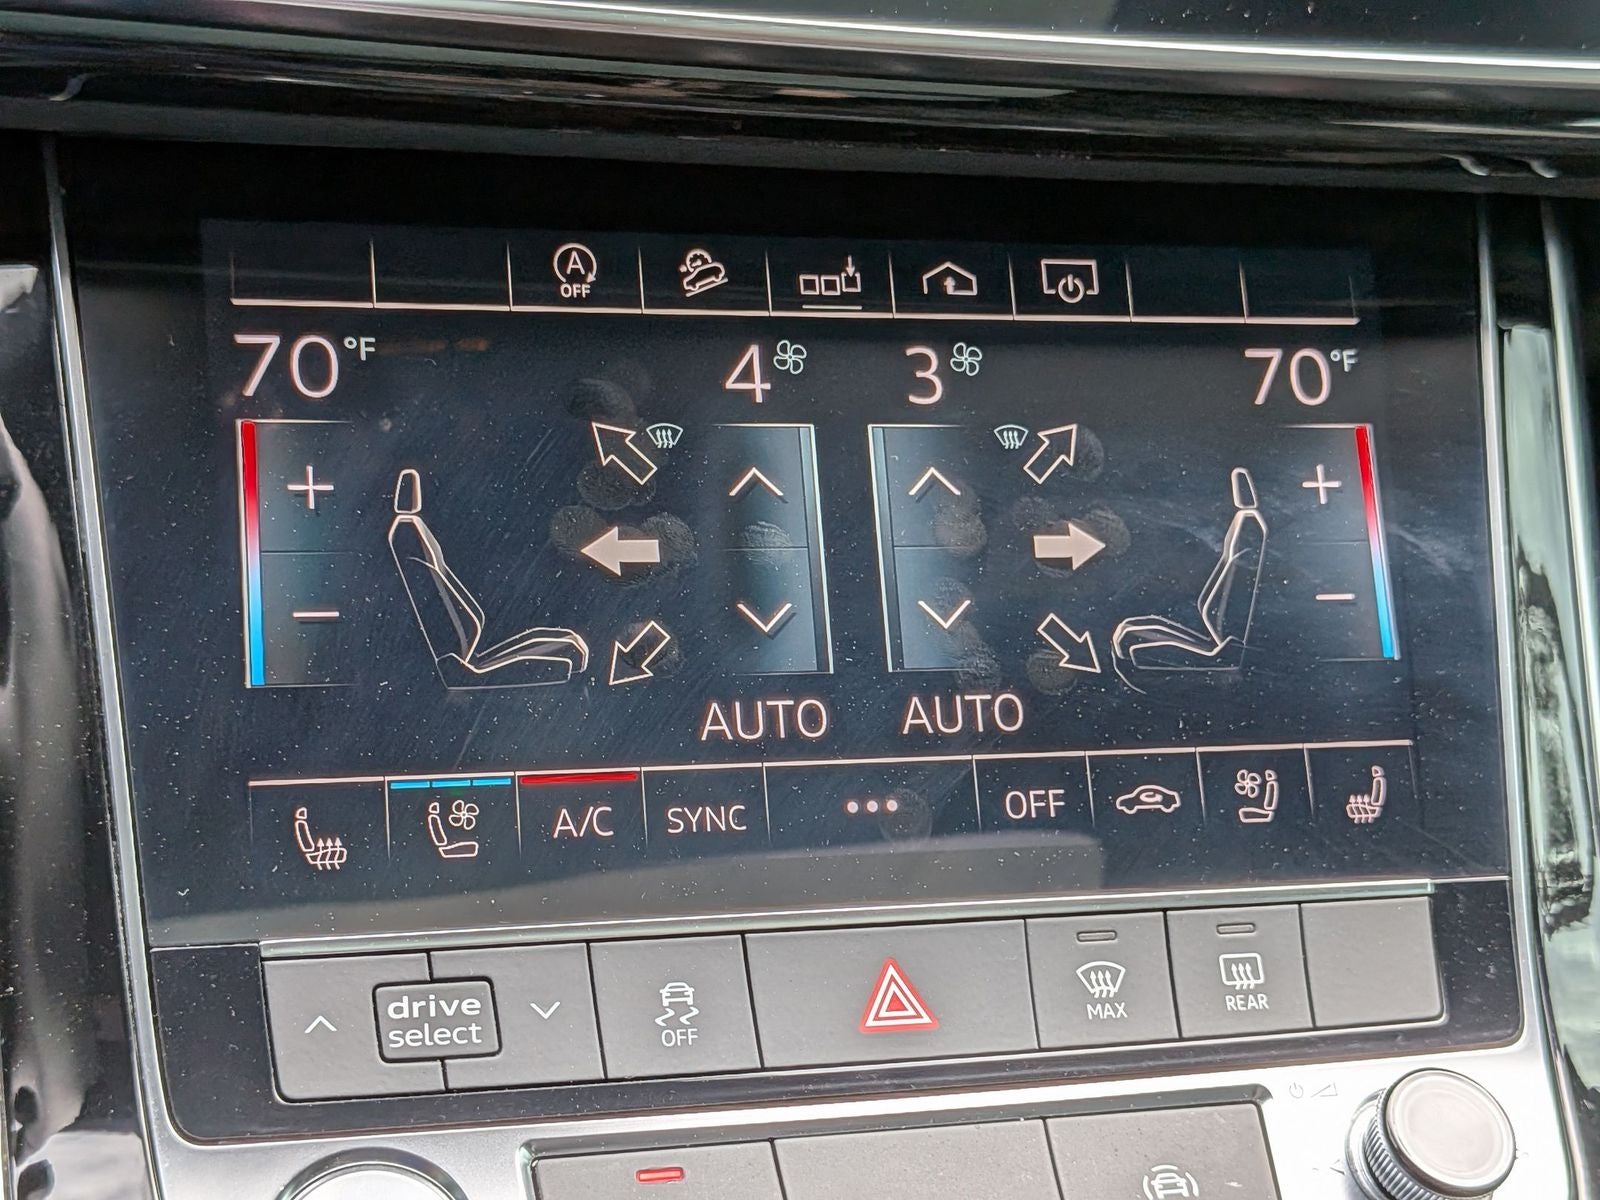 A
OFF
70°F 4 3 70°F
+ +
− −
AUTO AUTO
A/C SYNC ... OFF
drive
select
OFF
MAX
REAR